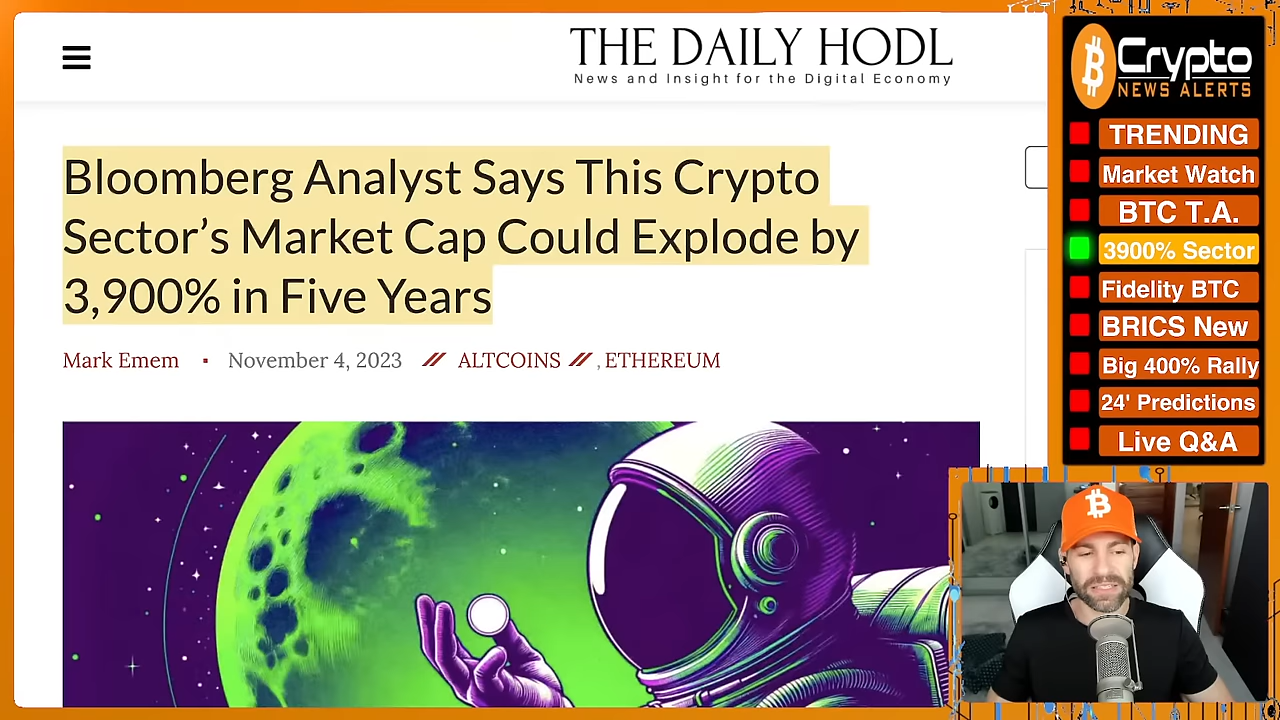 THE DAILY HODL
News and Insight for the Digital Economy
Bloomberg Analyst Says This Crypto
Sector’s Market Cap Could Explode by
3,900% in Five Years
Mark Emem ▪ November 4, 2023 // ALTCOINS // , ETHEREUM
Crypto
NEWS ALERTS
TRENDING
Market Watch
BTC T.A.
3900% Sector
Fidelity BTC
BRICS New
Big 400% Rally
24' Predictions
Live Q&A